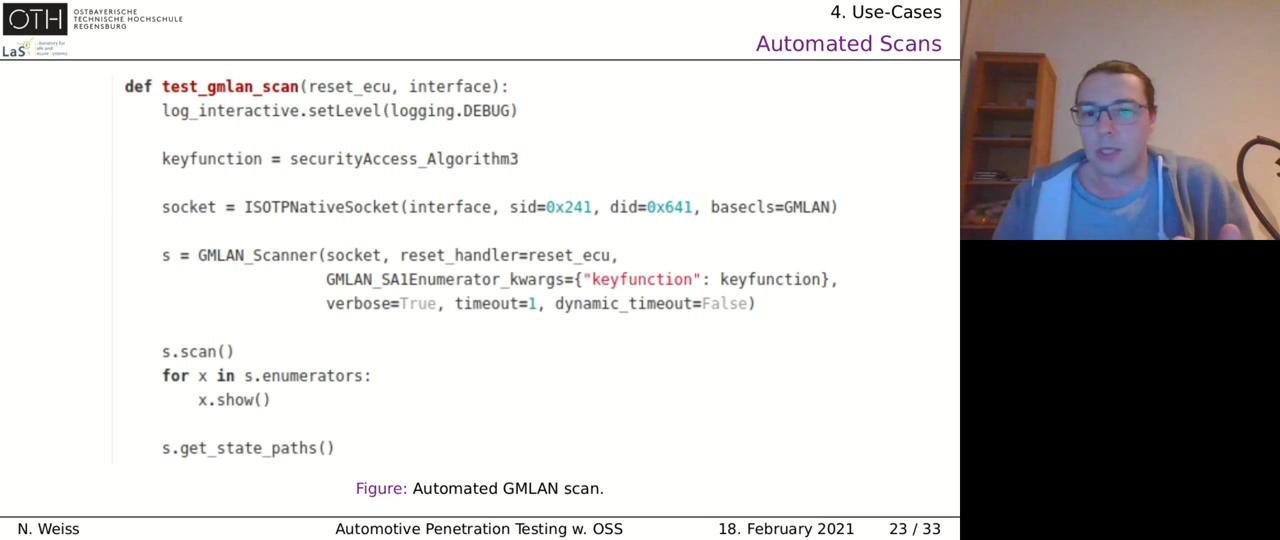 OTH
OSTBAYERISCHE
TECHNISCHE HOCHSCHULE
REGENSBURG
LaS³
4. Use-Cases
Automated Scans
def test_gmlan_scan(reset_ecu, interface):
    log_interactive.setLevel(logging.DEBUG)
    keyfunction = securityAccess_Algorithm3
    socket = ISOTPNativeSocket(interface, sid=0x241, did=0x641, basecls=GMLAN)
    s = GMLAN_Scanner(socket, reset_handler=reset_ecu,
                      GMLAN_SA1Enumerator_kwargs={"keyfunction": keyfunction},
                      verbose=True, timeout=1, dynamic_timeout=False)
    s.scan()
    for x in s.enumerators:
        x.show()
    s.get_state_paths()
Figure: Automated GMLAN scan.
N. Weiss
Automotive Penetration Testing w. OSS
18. February 2021
23 / 33